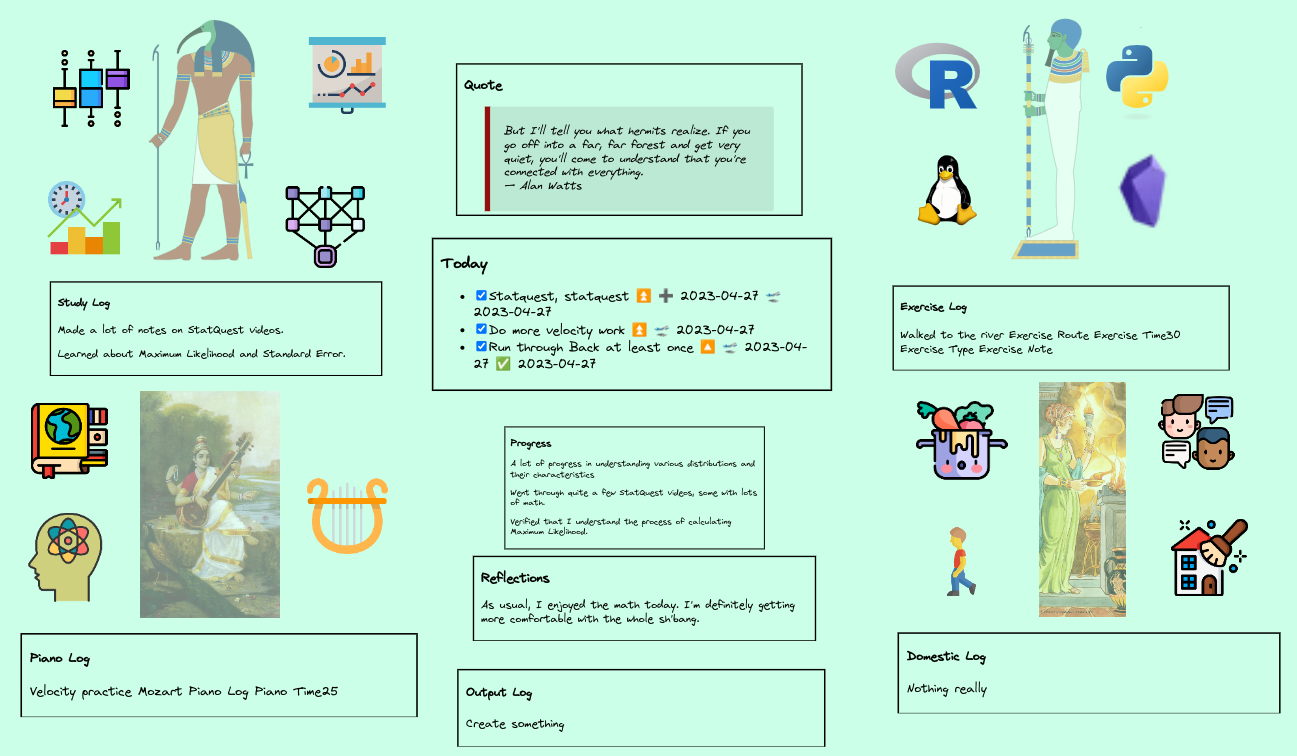 Quote
But I'll tell you what hermits realize. If you
go off into a far, far forest and get very
quiet, you'll come to understand that you're
connected with everything.
— Alan Watts
Today
Statquest, statquest ⏫ ➕ 2023-04-27 🛫
2023-04-27
Do more velocity work ⏫ 🛫 2023-04-27
Run through Back at least once 🔼 🛫 2023-04-
27 ✅ 2023-04-27
Study Log
Made a lot of notes on StatQuest videos.
Learned about Maximum Likelihood and Standard Error.
R
Exercise Log
Walked to the river Exercise Route Exercise Time30
Exercise Type Exercise Note
Progress
A lot of progress in understanding various distributions and
their characteristics
Went through quite a few StatQuest videos, some with lots
of math.
Verified that I understand the process of calculating
Maximum Likelihood.
Reflections
As usual, I enjoyed the math today. I'm definitely getting
more comfortable with the whole sh'bang.
Piano Log
Velocity practice Mozart Piano Log Piano Time25
Output Log
Create something
Domestic Log
Nothing really